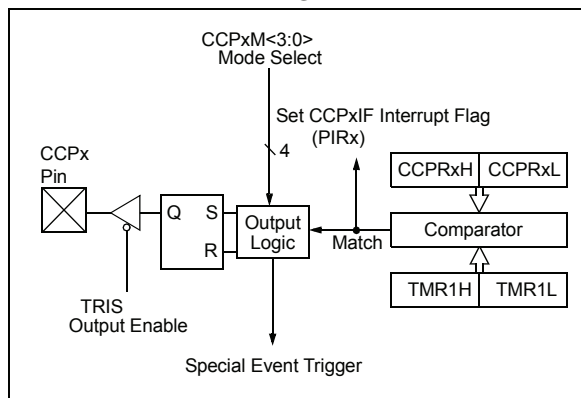 CCPxM<3:0>
Mode Select
Set CCPxIF Interrupt Flag
(PIRx)
4
CCPx
Pin
CCPRxH CCPRxL
Q S
R
Output
Logic
Match
Comparator
TMR1H TMR1L
TRIS
Output Enable
Special Event Trigger